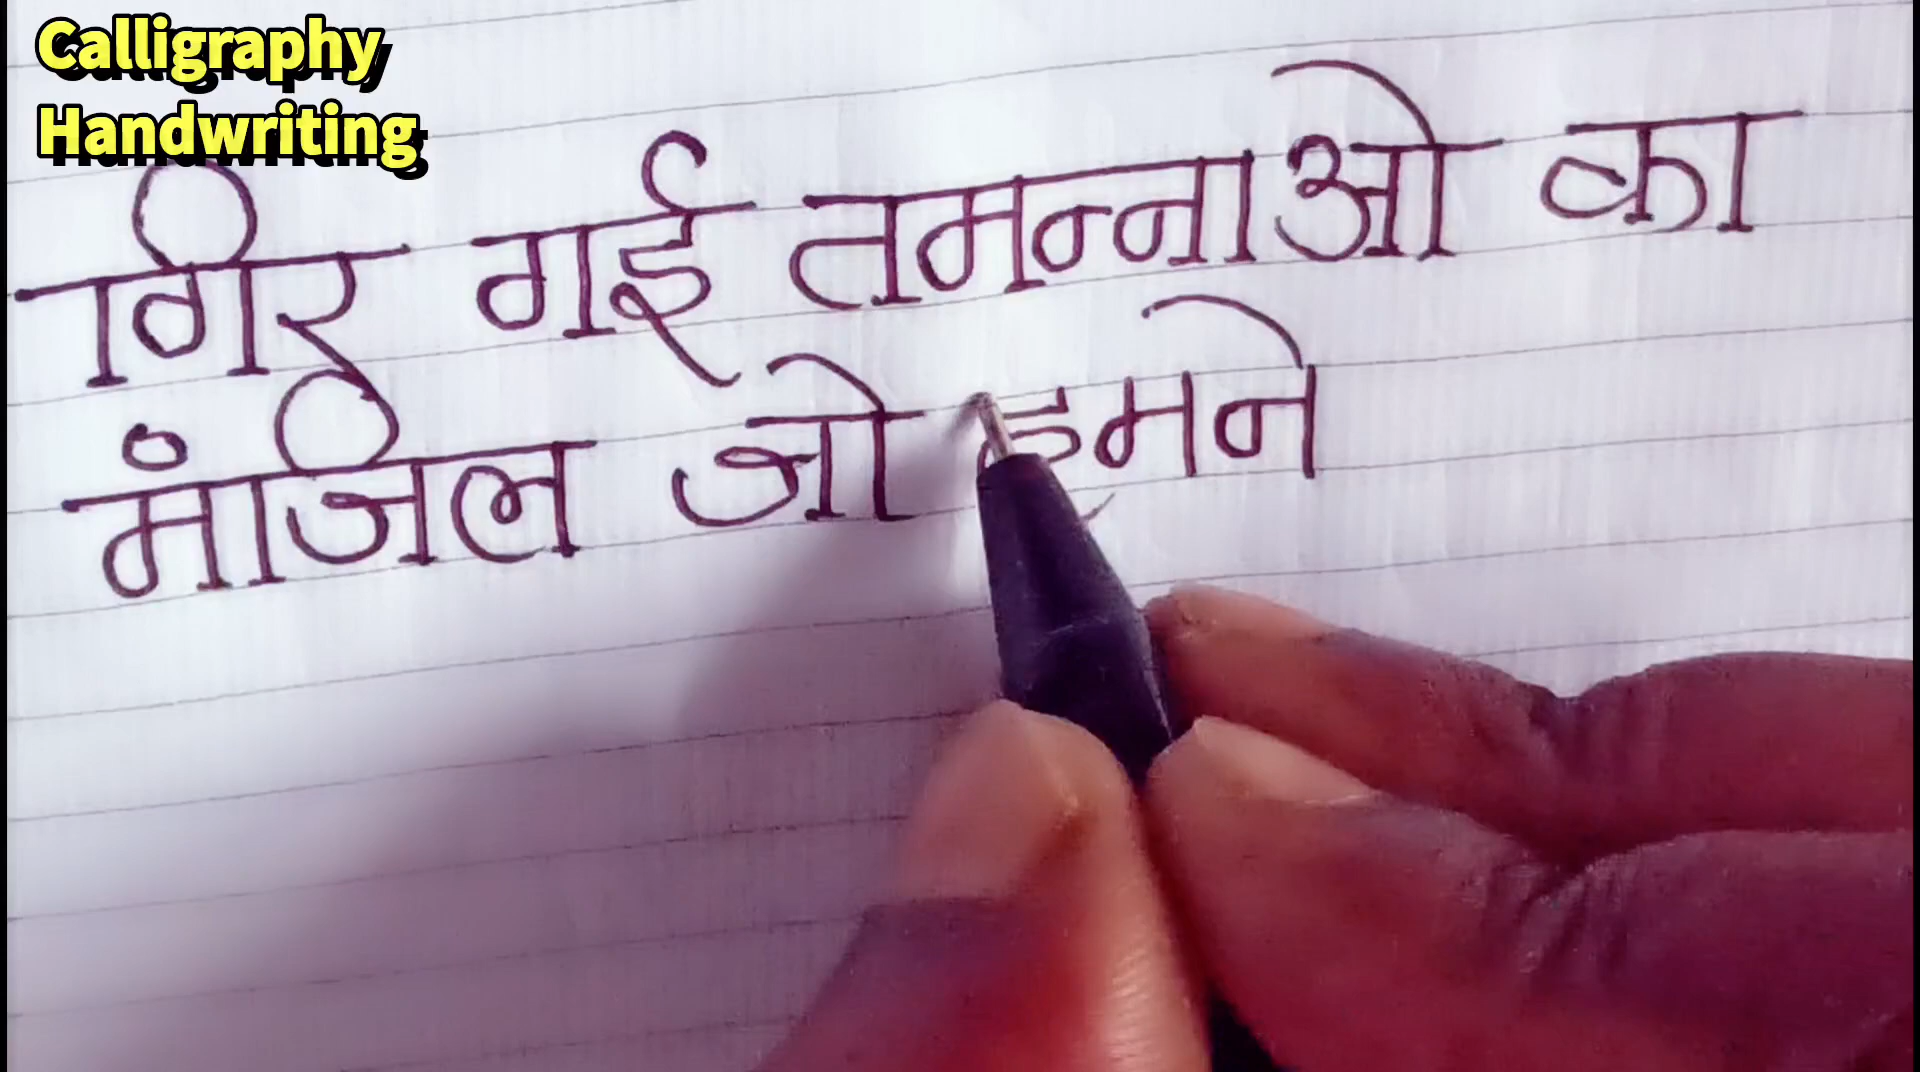 Calligraphy
Handwriting
गिर गई तमन्नाओ का
मंजिल जो हमने